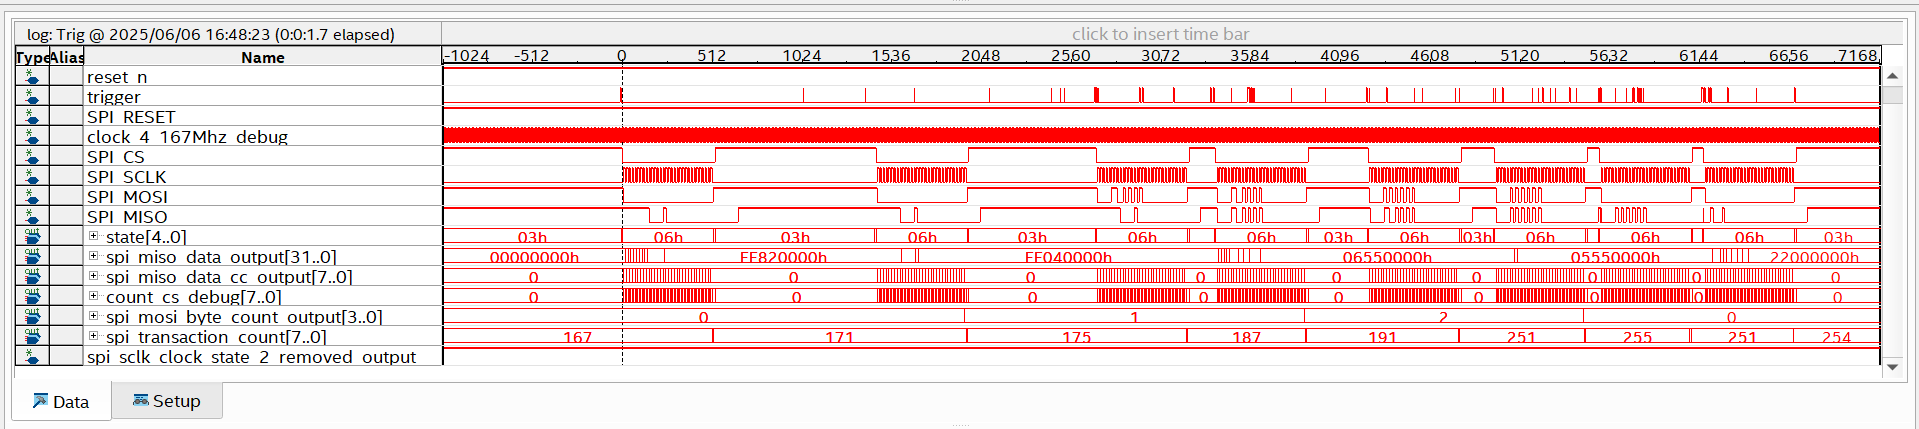 log: Trig @ 2025/06/06 16:48:23 (0:0:1.7 elapsed) click to insert time bar
Type Alias Name -1024 -512 0 512 1024 1536 2048 2560 3072 3584 4096 4608 5120 5632 6144 6656 7168
reset_n
trigger
SPI_RESET
clock_4_167Mhz_debug
SPI_CS
SPI_SCLK
SPI_MOSI
SPI_MISO
state[4..0] 03h 06h 03h 06h 03h 06h 06h 03h 06h 03h 06h 06h 06h 03h
spi_miso_data_output[31..0] 00000000h FF820000h FF040000h 06550000h 05550000h 22000000h
spi_miso_data_cc_output[7..0] 0 0 0 0 0 0 0 0 0
count_cs_debug[7..0] 0 0 0 0 0 0 0 0 0
spi_mosi_byte_count_output[3..0] 0 1 2 0
spi_transaction_count[7..0] 167 171 175 187 191 251 255 251 254
spi_sclk_clock_state_2_removed_output
Data Setup